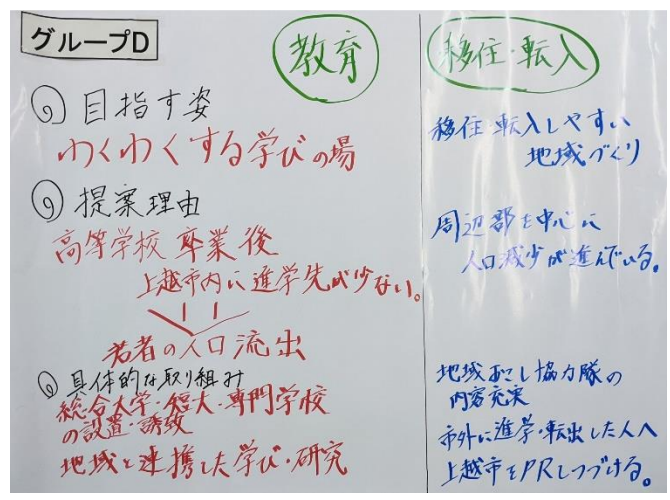 グループD
教育
◎目指す姿
わくわくする学びの場
◎提案理由
高等学校卒業後
上越市内に進学先が少ない。
若者の人口流出
◎具体的な取り組み
総合大学・短大・専門学校
の設置・誘致
地域と連携した学び・研究
移住・転入
移住・転入しやすい
地域づくり
周辺部を中心に
人口減少が進んでいる。
地域おこし協力隊の
内容充実
市外に進学・転出した人へ
上越市をPRしつづける。